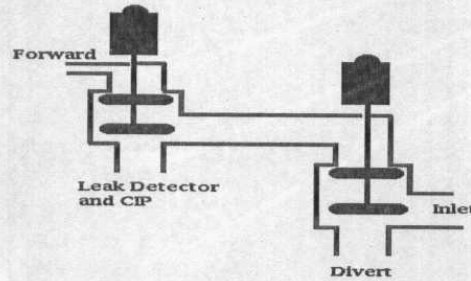 Forward
Leak Detector
and CIP
Inlet
Divert